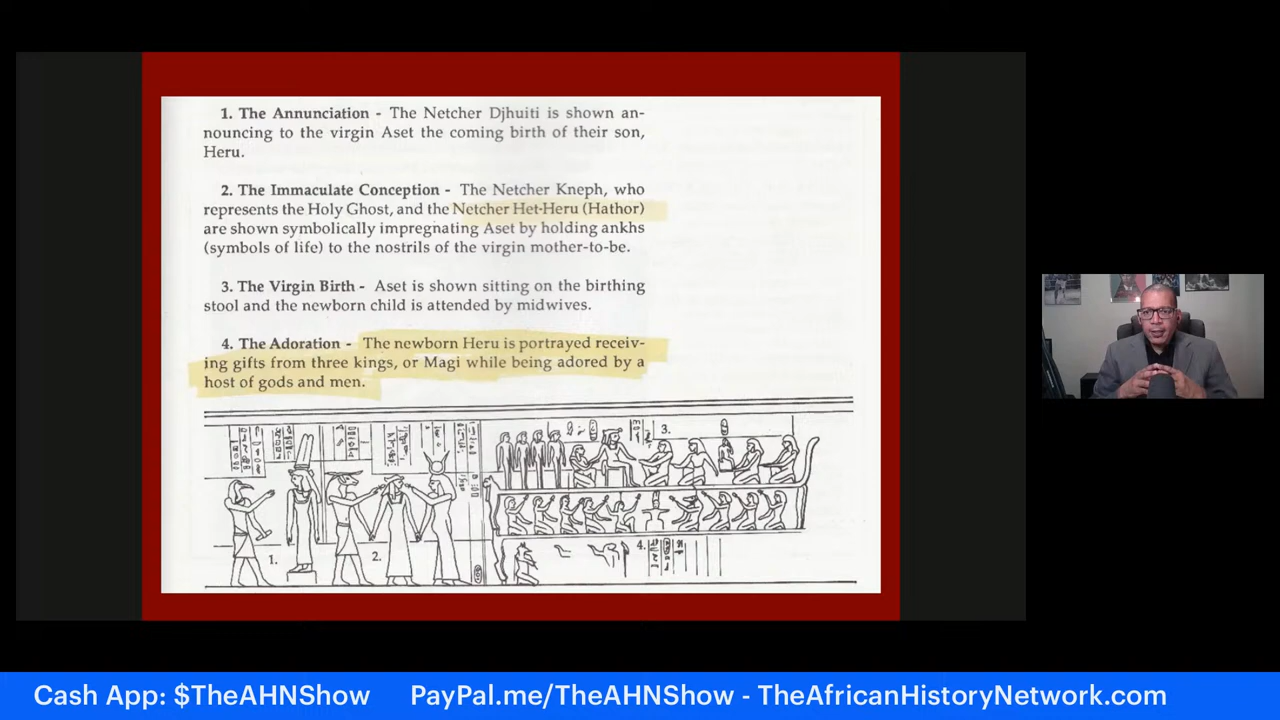 1. The Annunciation - The Netcher Djhuiti is shown an-
nouncing to the virgin Aset the coming birth of their son,
Heru.
2. The Immaculate Conception - The Netcher Kneph, who
represents the Holy Ghost, and the Netcher Het-Heru (Hathor)
are shown symbolically impregnating Aset by holding ankhs
(symbols of life) to the nostrils of the virgin mother-to-be.
3. The Virgin Birth - Aset is shown sitting on the birthing
stool and the newborn child is attended by midwives.
4. The Adoration - The newborn Heru is portrayed receiv-
ing gifts from three kings, or Magi while being adored by a
host of gods and men.
3.
1.
2.
4.
Cash App: $TheAHNShow PayPal.me/TheAHNShow - TheAfricanHistoryNetwork.com